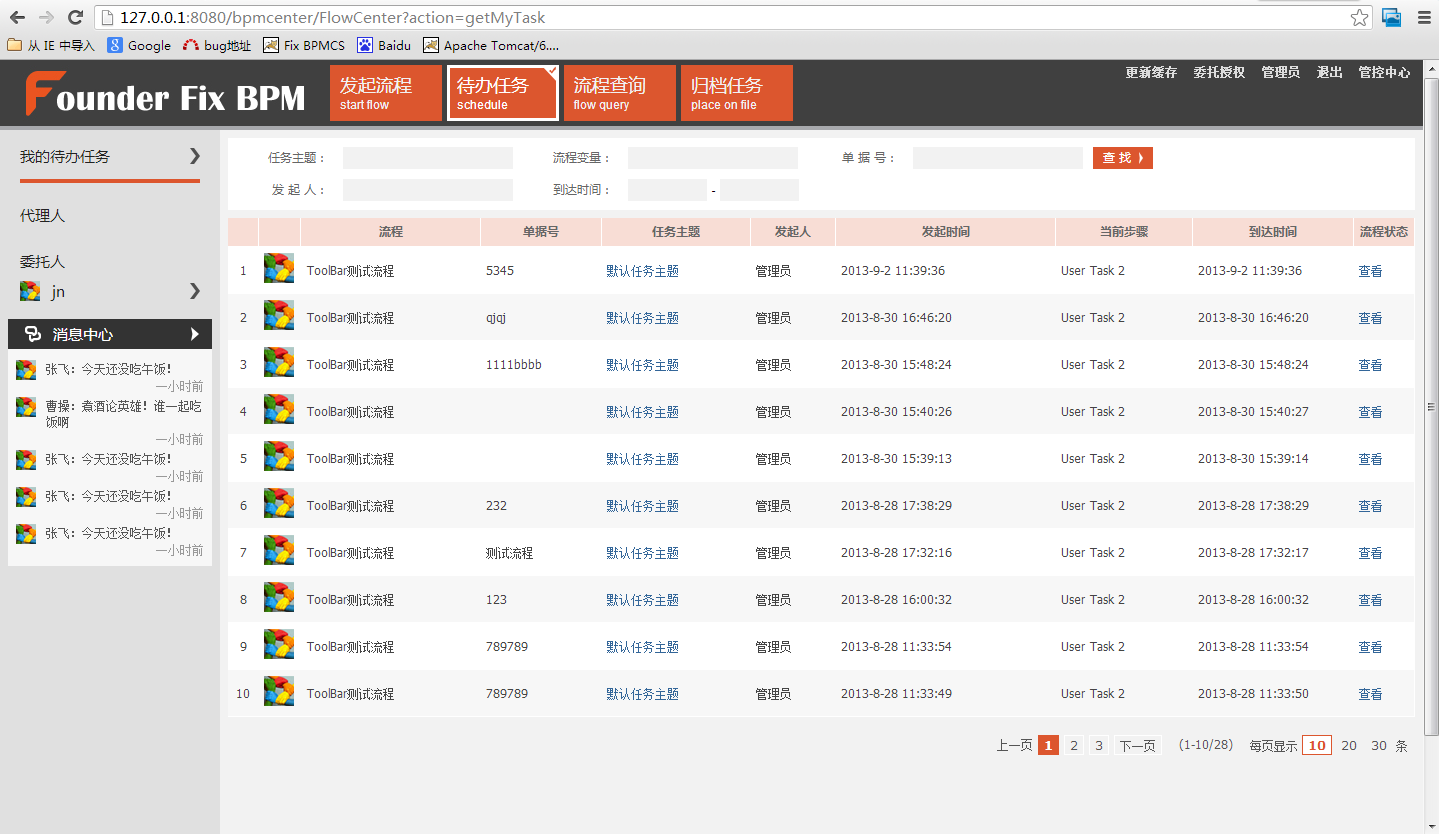 127.0.0.1:8080/bpmcenter/FlowCenter?action=getMyTask
从 IE 中导入 Google bug地址 Fix BPMCS Baidu Apache Tomcat/6....
Founder Fix BPM
发起流程
start flow
待办任务
schedule
流程查询
flow query
归档任务
place on file
更新缓存 委托授权 管理员 退出 管控中心
我的待办任务
代理人
委托人
jn
消息中心
张飞：今天还没吃午饭！
一小时前
曹操：煮酒论英雄！谁一起吃
饭啊
一小时前
张飞：今天还没吃午饭！
一小时前
张飞：今天还没吃午饭！
一小时前
张飞：今天还没吃午饭！
一小时前
任务主题： 流程变量： 单 据 号： 查 找
发 起 人： 到达时间： -
流程 单据号 任务主题 发起人 发起时间 当前步骤 到达时间 流程状态
1 ToolBar测试流程 5345 默认任务主题 管理员 2013-9-2 11:39:36 User Task 2 2013-9-2 11:39:36 查看
2 ToolBar测试流程 qjqj 默认任务主题 管理员 2013-8-30 16:46:20 User Task 2 2013-8-30 16:46:20 查看
3 ToolBar测试流程 1111bbbb 默认任务主题 管理员 2013-8-30 15:48:24 User Task 2 2013-8-30 15:48:24 查看
4 ToolBar测试流程 默认任务主题 管理员 2013-8-30 15:40:26 User Task 2 2013-8-30 15:40:27 查看
5 ToolBar测试流程 默认任务主题 管理员 2013-8-30 15:39:13 User Task 2 2013-8-30 15:39:14 查看
6 ToolBar测试流程 232 默认任务主题 管理员 2013-8-28 17:38:29 User Task 2 2013-8-28 17:38:29 查看
7 ToolBar测试流程 测试流程 默认任务主题 管理员 2013-8-28 17:32:16 User Task 2 2013-8-28 17:32:17 查看
8 ToolBar测试流程 123 默认任务主题 管理员 2013-8-28 16:00:32 User Task 2 2013-8-28 16:00:32 查看
9 ToolBar测试流程 789789 默认任务主题 管理员 2013-8-28 11:33:54 User Task 2 2013-8-28 11:33:54 查看
10 ToolBar测试流程 789789 默认任务主题 管理员 2013-8-28 11:33:49 User Task 2 2013-8-28 11:33:50 查看
上一页 1 2 3 下一页 (1-10/28) 每页显示 10 20 30 条